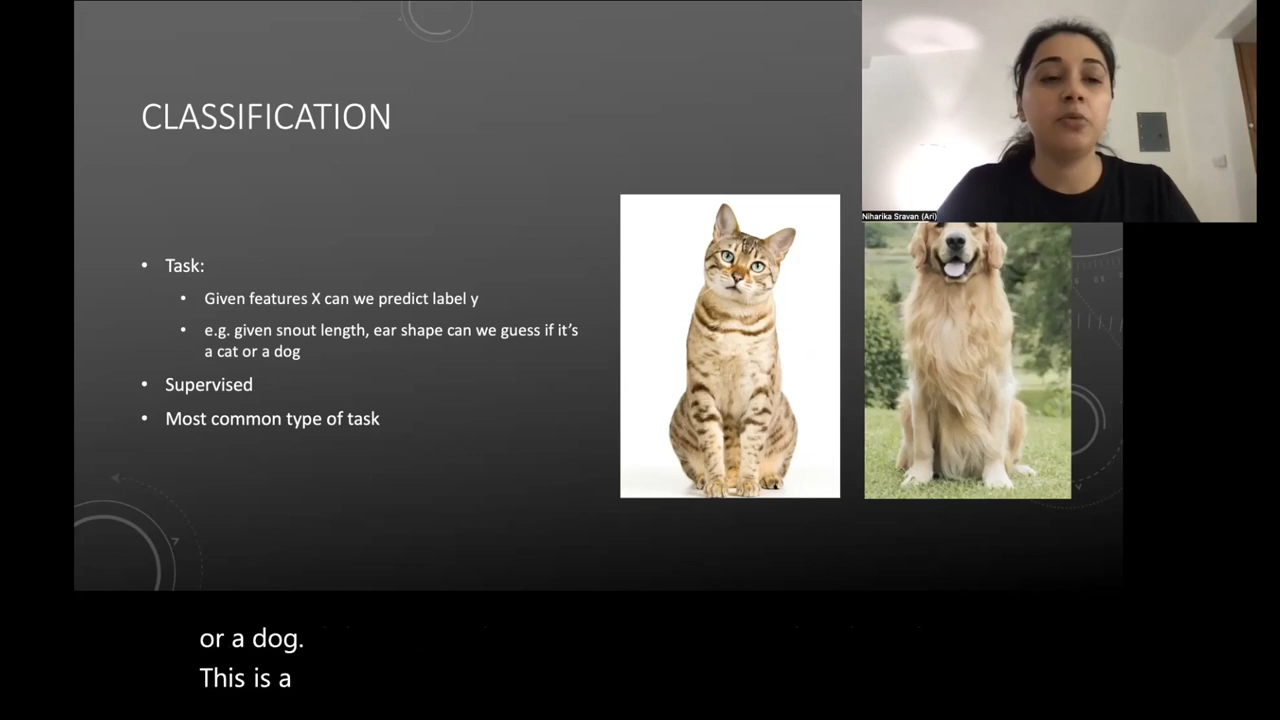 CLASSIFICATION
Niharika Sravan (Ari)
• Task:
• Given features X can we predict label y
• e.g. given snout length, ear shape can we guess if it’s
a cat or a dog
• Supervised
• Most common type of task
or a dog.
This is a